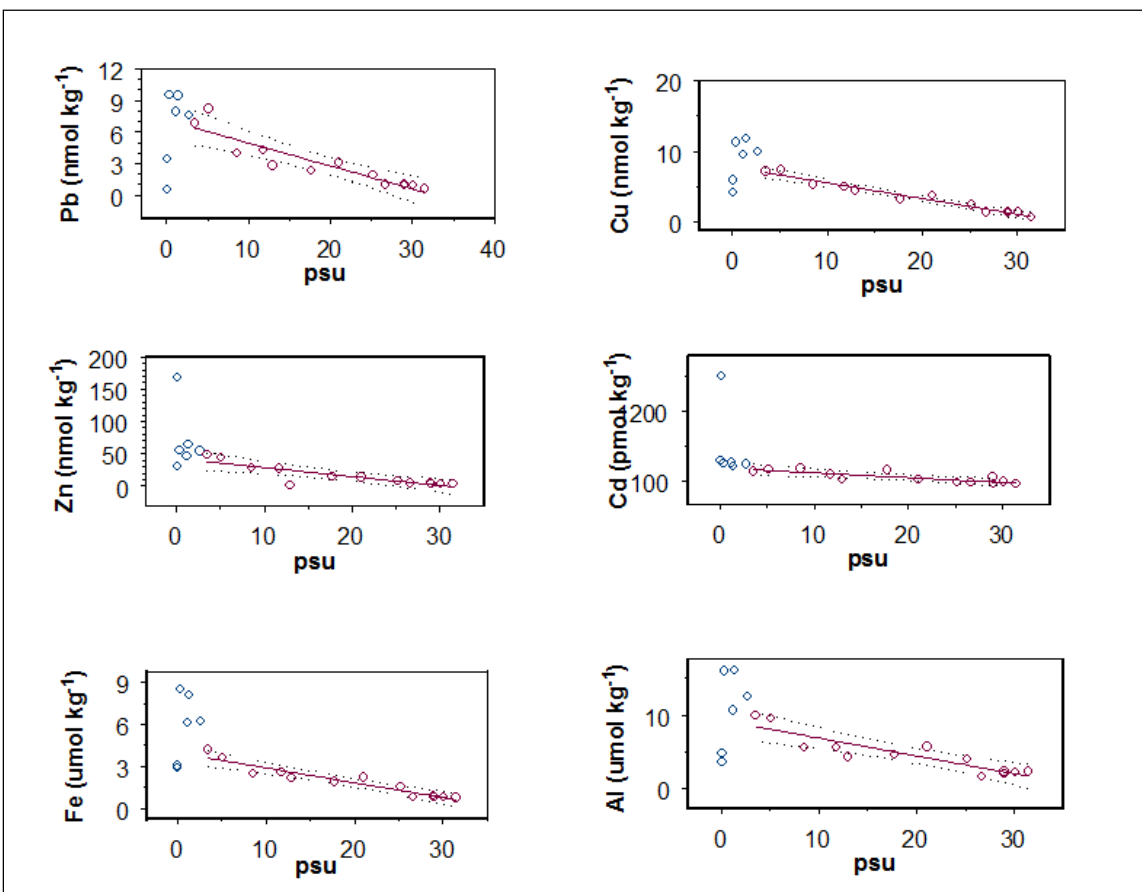 Pb (nmol kg⁻¹)
12
9
6
3
0
0 10 20 30 40
psu
Cu (nmol kg⁻¹)
20
10
0
0 10 20 30
psu
Zn (nmol kg⁻¹)
200
150
100
50
0
0 10 20 30
psu
Cd (pmol kg⁻¹)
1200
100
0 10 20 30
psu
Fe (umol kg⁻¹)
9
6
3
0
0 10 20 30
psu
Al (umol kg⁻¹)
10
0
0 10 20 30
psu